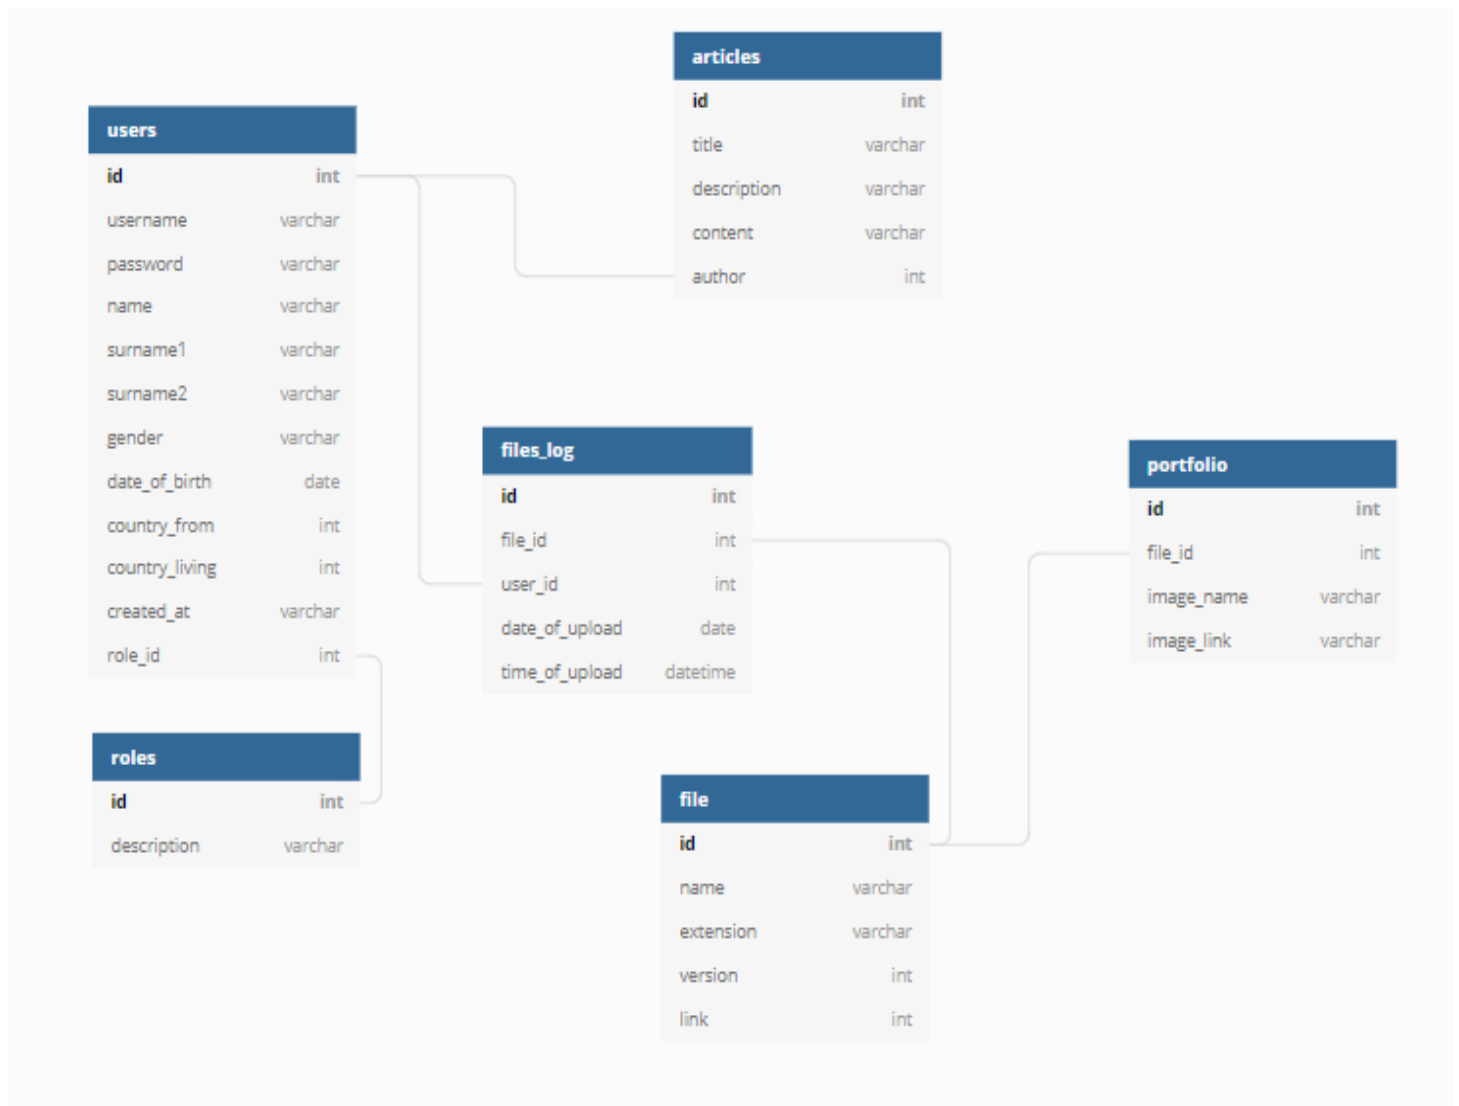 articles
id int
title varchar
description varchar
content varchar
author int
users
id int
username varchar
password varchar
name varchar
surname1 varchar
surname2 varchar
gender varchar
date_of_birth date
country_from int
country_living int
created_at varchar
role_id int
files_log
id int
file_id int
user_id int
date_of_upload date
time_of_upload datetime
portfolio
id int
file_id int
image_name varchar
image_link varchar
roles
id int
description varchar
file
id int
name varchar
extension varchar
version int
link int